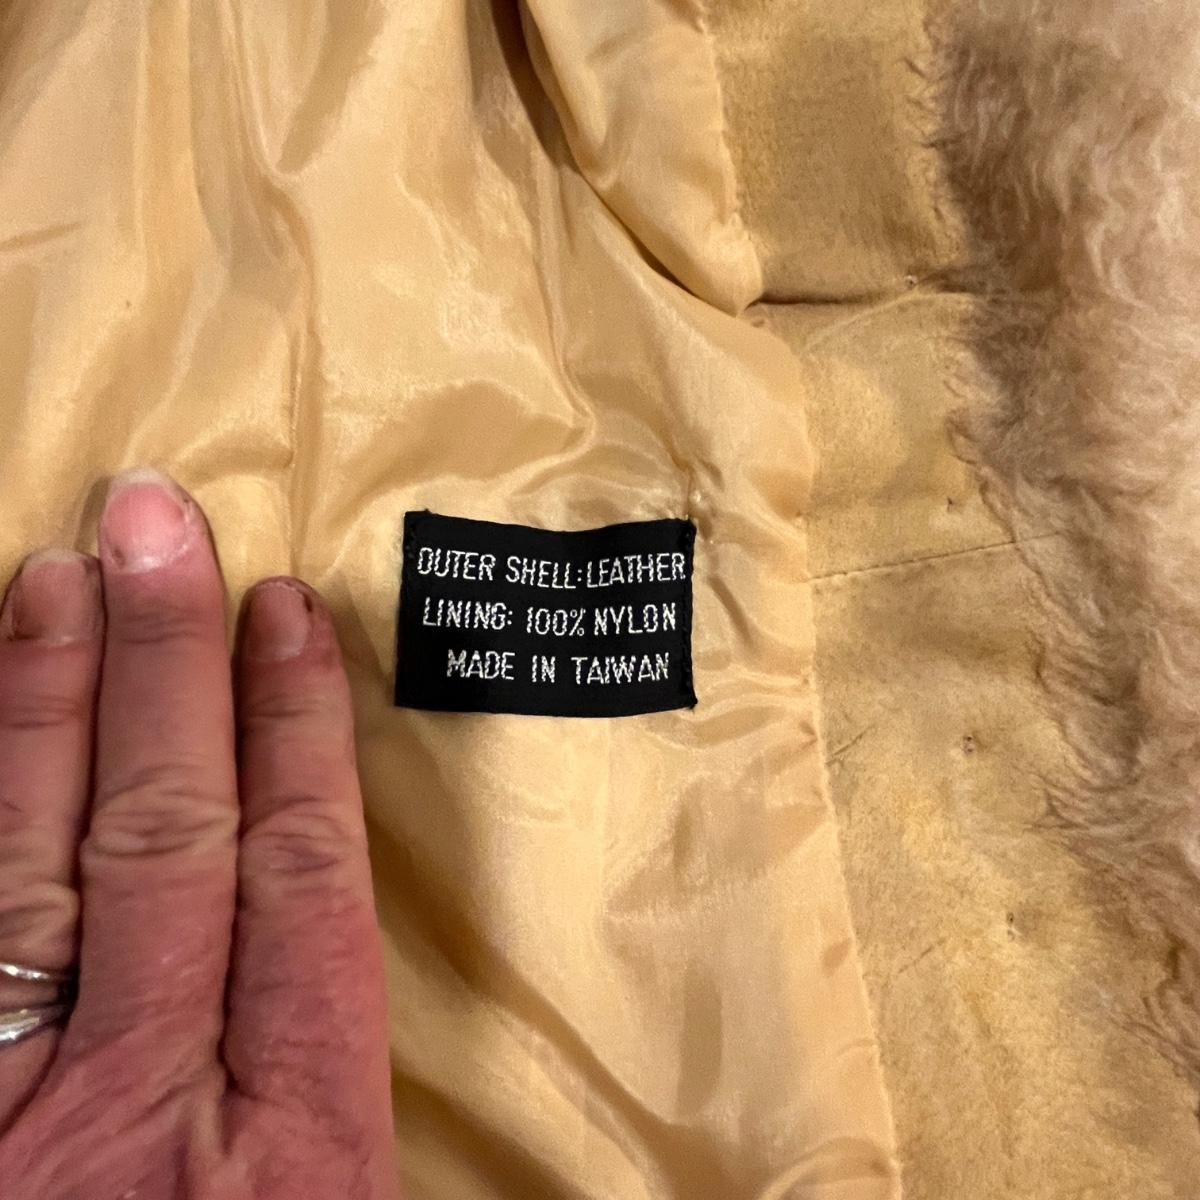 OUTER SHELL:LEATHER
LINING: 100% NYLON
MADE IN TAIWAN